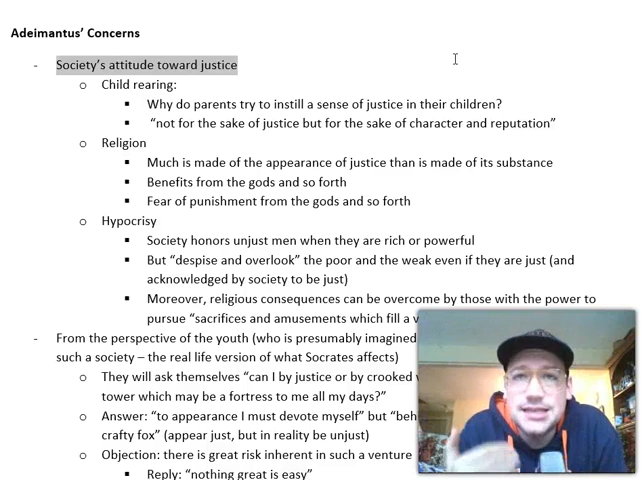 Adeimantus' Concerns
- Society's attitude toward justice
o Child rearing:
▪ Why do parents try to instill a sense of justice in their children?
▪ "not for the sake of justice but for the sake of character and reputation"
o Religion
▪ Much is made of the appearance of justice than is made of its substance
▪ Benefits from the gods and so forth
▪ Fear of punishment from the gods and so forth
o Hypocrisy
▪ Society honors unjust men when they are rich or powerful
▪ But "despise and overlook" the poor and the weak even if they are just (and
acknowledged by society to be just)
▪ Moreover, religious consequences can be overcome by those with the power to
pursue "sacrifices and amusements which fill a
- From the perspective of the youth (who is presumably imagined
such a society – the real life version of what Socrates affects)
o They will ask themselves "can I by justice or by crooked
tower which may be a fortress to me all my days?"
o Answer: "to appearance I must devote myself" but
crafty fox" (appear just, but in reality be unjust)
o Objection: there is great risk inherent in such a venture
▪ Reply: "nothing great is easy"